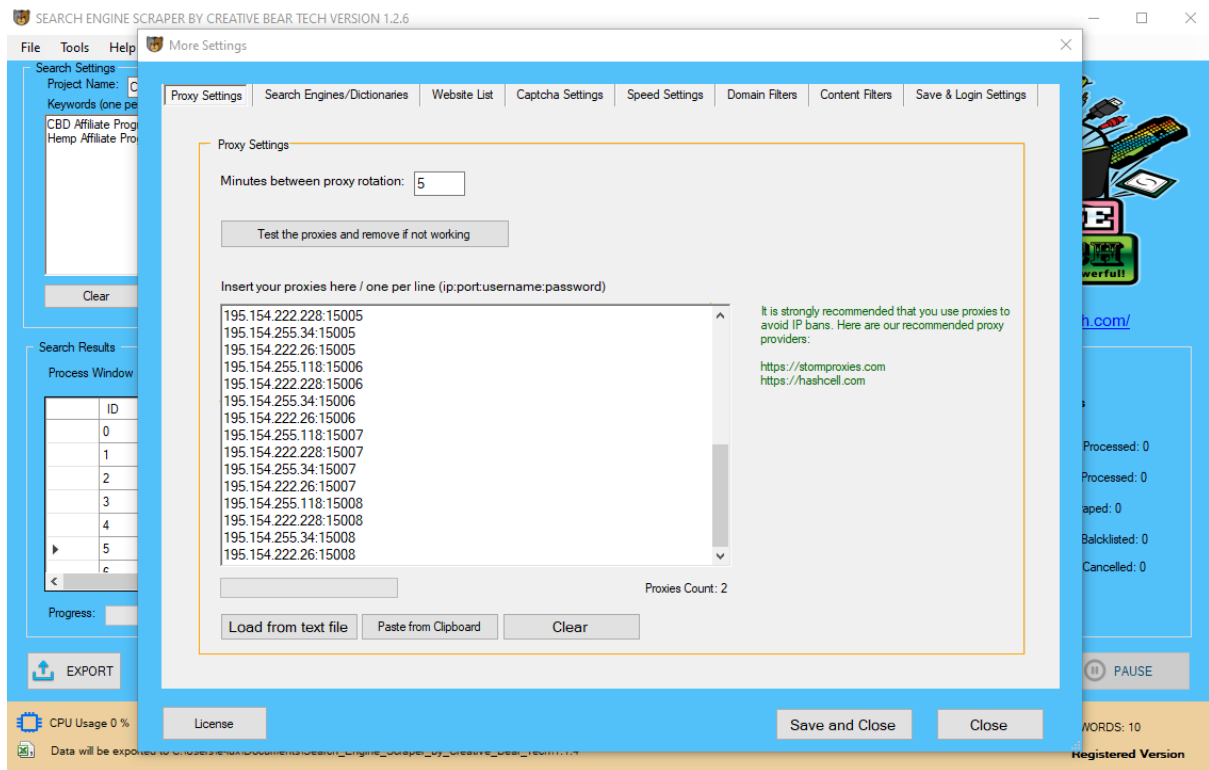 SEARCH ENGINE SCRAPER BY CREATIVE BEAR TECH VERSION 1.2.6
File Tools Help
More Settings
Search Settings
Project Name: C
Keywords (one pe
CBD Affiliate Prog
Hemp Affiliate Pro
Clear
Search Results
Process Window
ID
0
1
2
3
4
5
Progress:
EXPORT
CPU Usage 0 %
Proxy Settings Search Engines/Dictionaries Website List Captcha Settings Speed Settings Domain Filters Content Filters Save & Login Settings
Proxy Settings
Minutes between proxy rotation: 5
Test the proxies and remove if not working
Insert your proxies here / one per line (ip:port:username:password)
195.154.222.228:15005
195.154.255.34:15005
195.154.222.26:15005
195.154.255.118:15006
195.154.222.228:15006
195.154.255.34:15006
195.154.222.26:15006
195.154.255.118:15007
195.154.222.228:15007
195.154.255.34:15007
195.154.222.26:15007
195.154.255.118:15008
195.154.222.228:15008
195.154.255.34:15008
195.154.222.26:15008
It is strongly recommended that you use proxies to
avoid IP bans. Here are our recommended proxy
providers:
https://stormproxies.com
https://hashcell.com
Proxies Count: 2
Load from text file Paste from Clipboard Clear
License Save and Close Close
werful!
h.com/
Processed: 0
Processed: 0
aped: 0
Balcklisted: 0
Cancelled: 0
PAUSE
WORDS: 10
Data will be expo
Registered Version